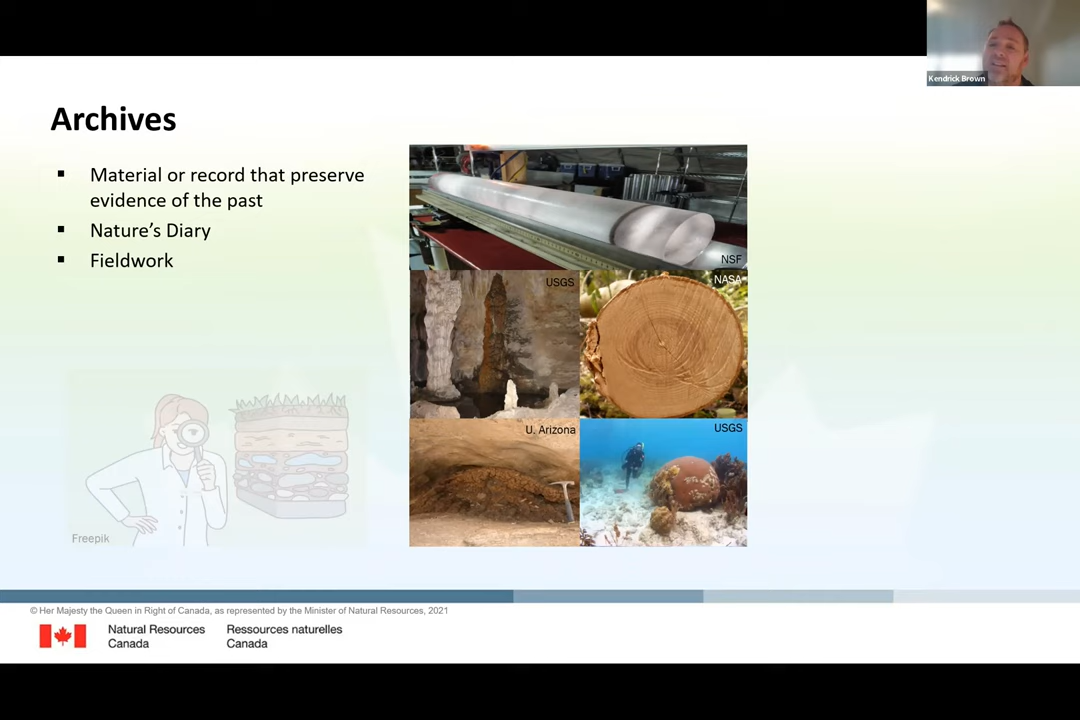 Kendrick Brown
Archives
▪ Material or record that preserve
evidence of the past
▪ Nature's Diary
▪ Fieldwork
NSF
USGS
NASA
U. Arizona
USGS
Freepik
© Her Majesty the Queen in Right of Canada, as represented by the Minister of Natural Resources, 2021
Natural Resources
Canada
Ressources naturelles
Canada